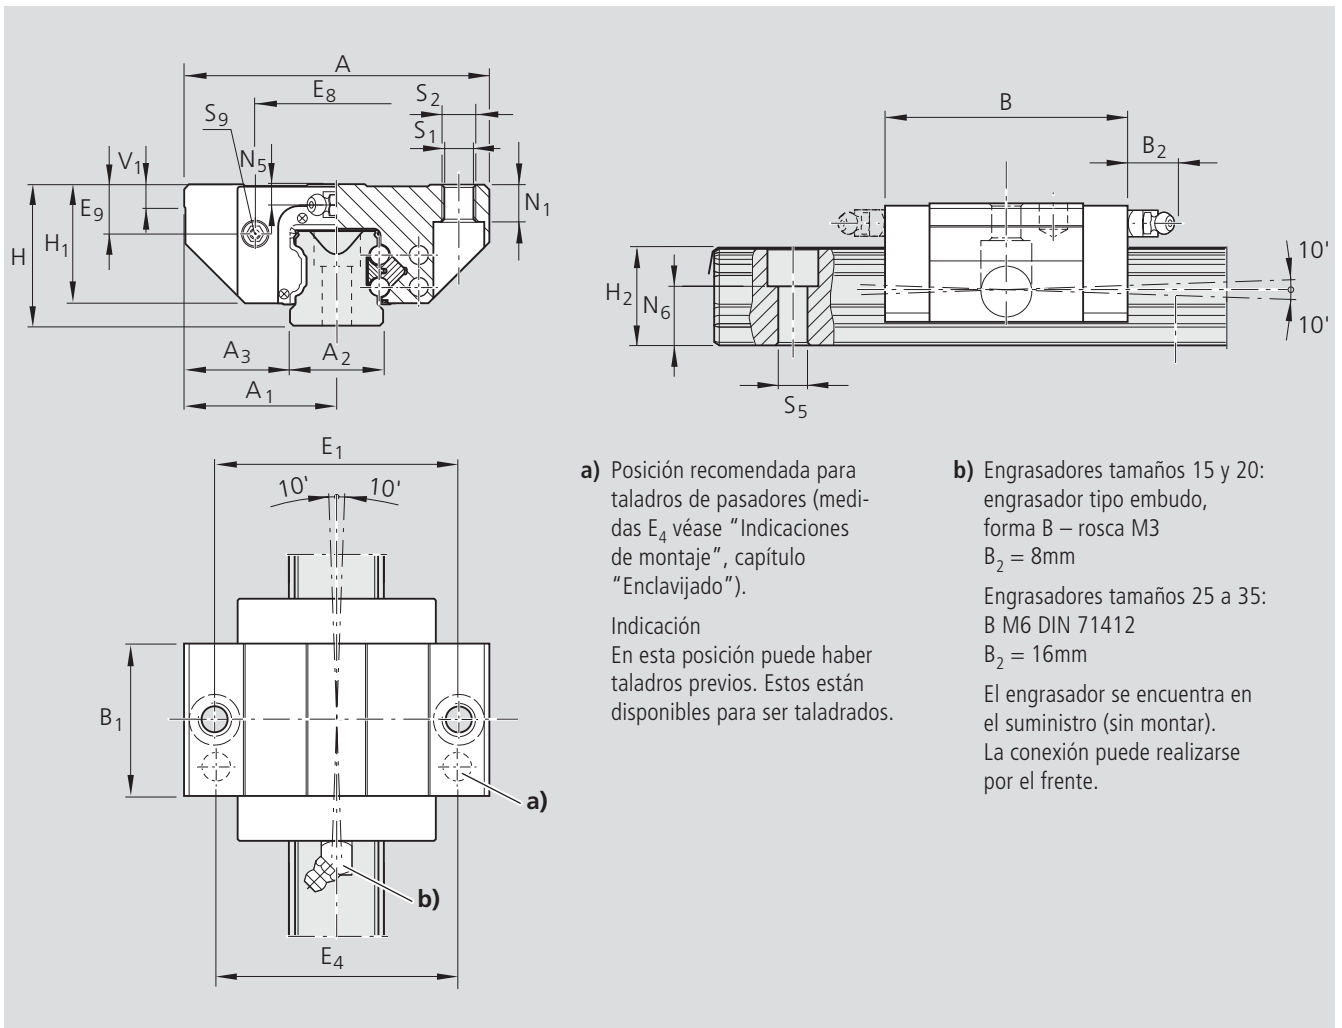 A
E8
S2
S9
S1
V1
N5
E9
N1
H
H1
A3
A2
A1
B
B2
10'
H2
N6
10'
S5
E1
10'
10'
B1
a)
b)
E4
a) Posición recomendada para
taladros de pasadores (medi-
das E4 véase “Indicaciones
de montaje”, capítulo
“Enclavijado”).
Indicación
En esta posición puede haber
taladros previos. Estos están
disponibles para ser taladrados.
b) Engrasadores tamaños 15 y 20:
engrasador tipo embudo,
forma B – rosca M3
B2 = 8mm
Engrasadores tamaños 25 a 35:
B M6 DIN 71412
B2 = 16mm
El engrasador se encuentra en
el suministro (sin montar).
La conexión puede realizarse
por el frente.